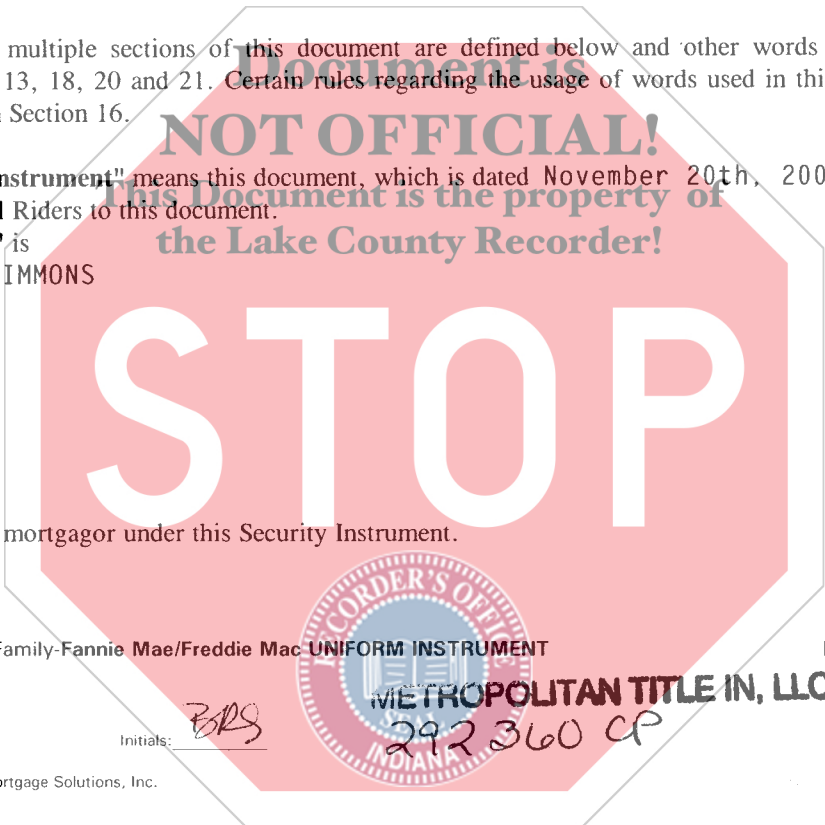 multiple sections of this document are defined below and other words
Document is
13, 18, 20 and 21. Certain rules regarding the usage of words used in thi
Section 16.
NOT OFFICIAL!
nstrument" means this document, which is dated November 20th, 200
This Document is the property of
Riders to this document.
the Lake County Recorder!
" is
IMMONS
STOP
mortgagor under this Security Instrument.
RECORDER'S OFFICE
Family-Fannie Mae/Freddie Mac UNIFORM INSTRUMENT
METROPOLITAN TITLE IN, LLC
SEAL
Initials: BRS
292360 CP
INDIANA
ortgage Solutions, Inc.